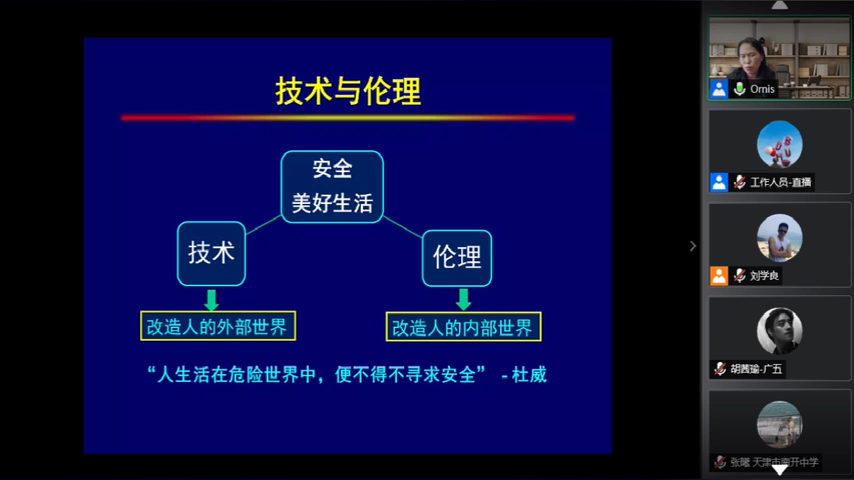 技术与伦理
安全
美好生活
技术
伦理
改造人的外部世界
改造人的内部世界
“人生活在危险世界中，便不得不寻求安全” - 杜威
Ornis
工作人员-直播
刘学良
胡茜瑜-广五
张曦 天津市南开中学